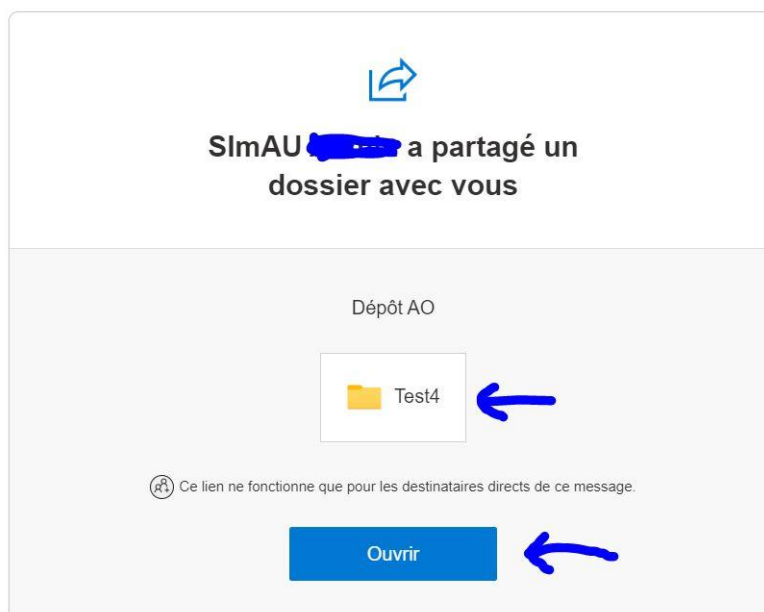 SImAU a partagé un
dossier avec vous
Dépôt AO
Test4
Ce lien ne fonctionne que pour les destinataires directs de ce message.
Ouvrir